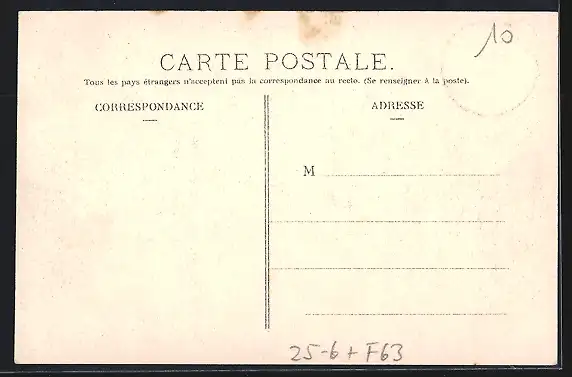 10
CARTE POSTALE.
Tous les pays étrangers n'acceptent pas la correspondance au recto. (Se renseigner à la poste).
CORRESPONDANCE
ADRESSE
M
25-6+F63